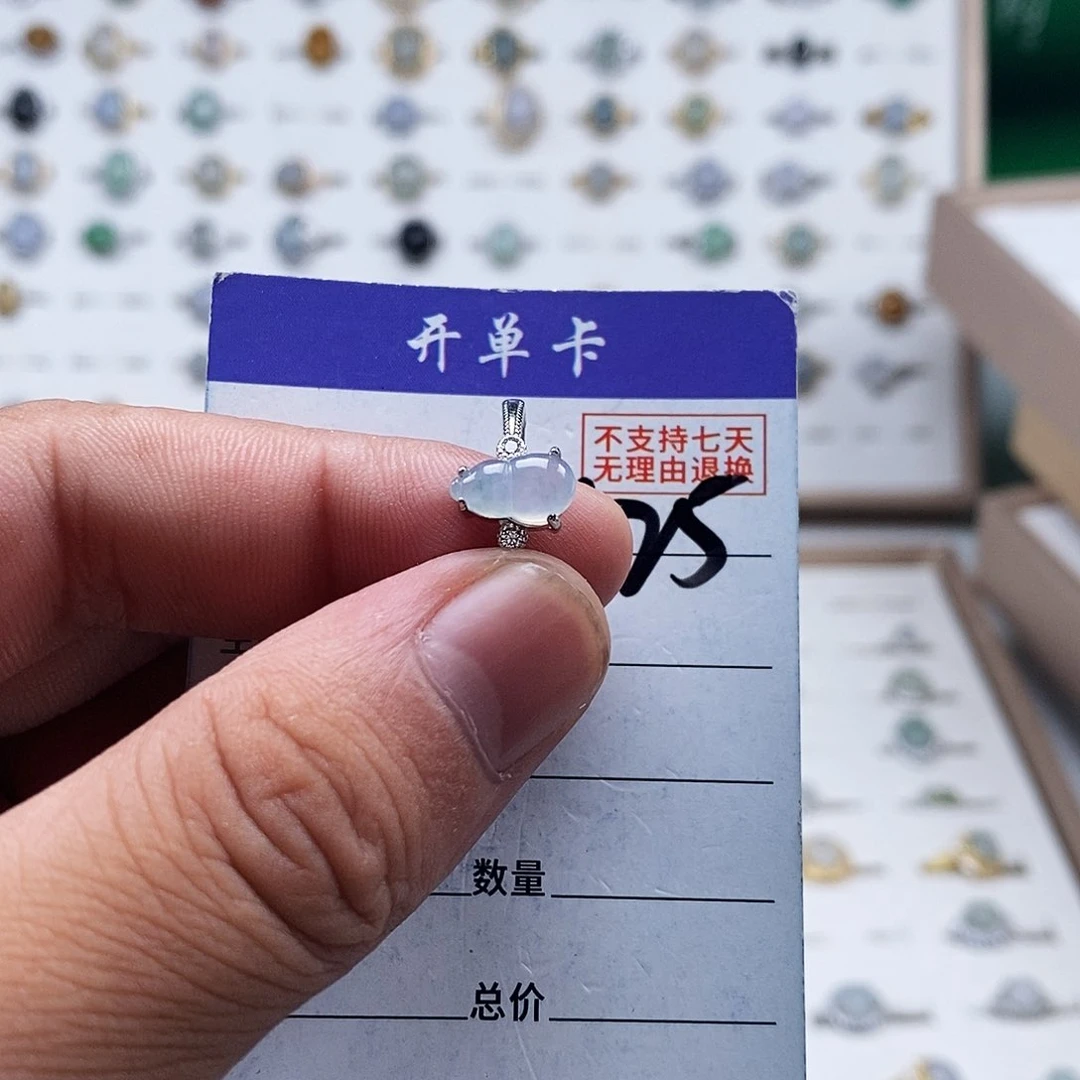 开单卡
不支持七天
无理由退换
数量
总价